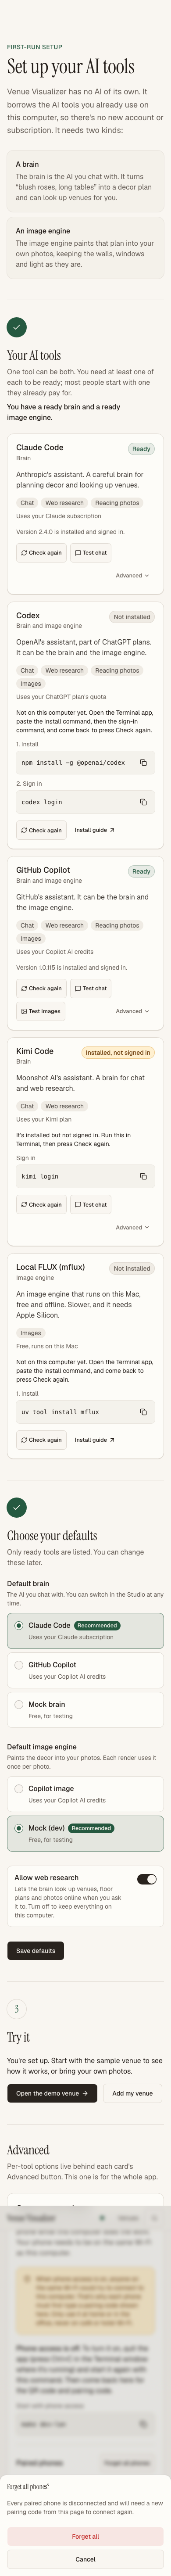 FIRST-RUN SETUP
Set up your AI tools
Venue Visualizer has no AI of its own. It
borrows the AI tools you already use on
this computer, so there's no new account or
subscription. It needs two kinds:
A brain
The brain is the AI you chat with. It turns
"blush roses, long tables" into a decor plan
and can look up venues for you.
An image engine
The image engine paints that plan into your
own photos, keeping the walls, windows
and light as they are.
Your AI tools
One tool can be both. You need at least one of
each to be ready; most people start with one
they already pay for.
You have a ready brain and a ready
image engine.
Claude Code
Ready
Brain
Anthropic's assistant. A careful brain for
planning decor and looking up venues.
Chat Web research Reading photos
Uses your Claude subscription
Version 2.4.0 is installed and signed in.
Check again Test chat
Advanced
Codex
Not installed
Brain and image engine
OpenAI's assistant, part of ChatGPT plans.
It can be the brain and the image engine.
Chat Web research Reading photos
Images
Uses your ChatGPT plan's quota
Not on this computer yet. Open the Terminal app,
paste the install command, then the sign-in
command, and come back to press Check again.
1. Install
npm install -g @openai/codex
2. Sign in
codex login
Check again Install guide
GitHub Copilot
Ready
Brain and image engine
GitHub's assistant. It can be the brain and
the image engine.
Chat Web research Reading photos
Images
Uses your Copilot AI credits
Version 1.0.115 is installed and signed in.
Check again Test chat
Test images Advanced
Kimi Code
Installed, not signed in
Brain
Moonshot AI's assistant. A brain for chat
and web research.
Chat Web research
Uses your Kimi plan
It's installed but not signed in. Run this in
Terminal, then press Check again.
Sign in
kimi login
Check again Test chat
Advanced
Local FLUX (mflux)
Not installed
Image engine
An image engine that runs on this Mac,
free and offline. Slower, and it needs
Apple Silicon.
Images
Free, runs on this Mac
Not on this computer yet. Open the Terminal app,
paste the install command, and come back to
press Check again.
1. Install
uv tool install mflux
Check again Install guide
Choose your defaults
Only ready tools are listed. You can change
these later.
Default brain
The AI you chat with. You can switch in the Studio at any
time.
Claude Code Recommended
Uses your Claude subscription
GitHub Copilot
Uses your Copilot AI credits
Mock brain
Free, for testing
Default image engine
Paints the decor into your photos. Each render uses it
once per photo.
Copilot image
Uses your Copilot AI credits
Mock (dev) Recommended
Free, for testing
Allow web research
Lets the brain look up venues, floor
plans and photos online when you ask
it to. Turn off to keep everything on
this computer.
Save defaults
3
Try it
You're set up. Start with the sample venue to see
how it works, or bring your own photos.
Open the demo venue Add my venue
Advanced
Per-tool options live behind each card's
Advanced button. This one is for the whole app.
Forget all phones?
Every paired phone is disconnected and will need a new
pairing code from this page to connect again.
Forget all
Cancel